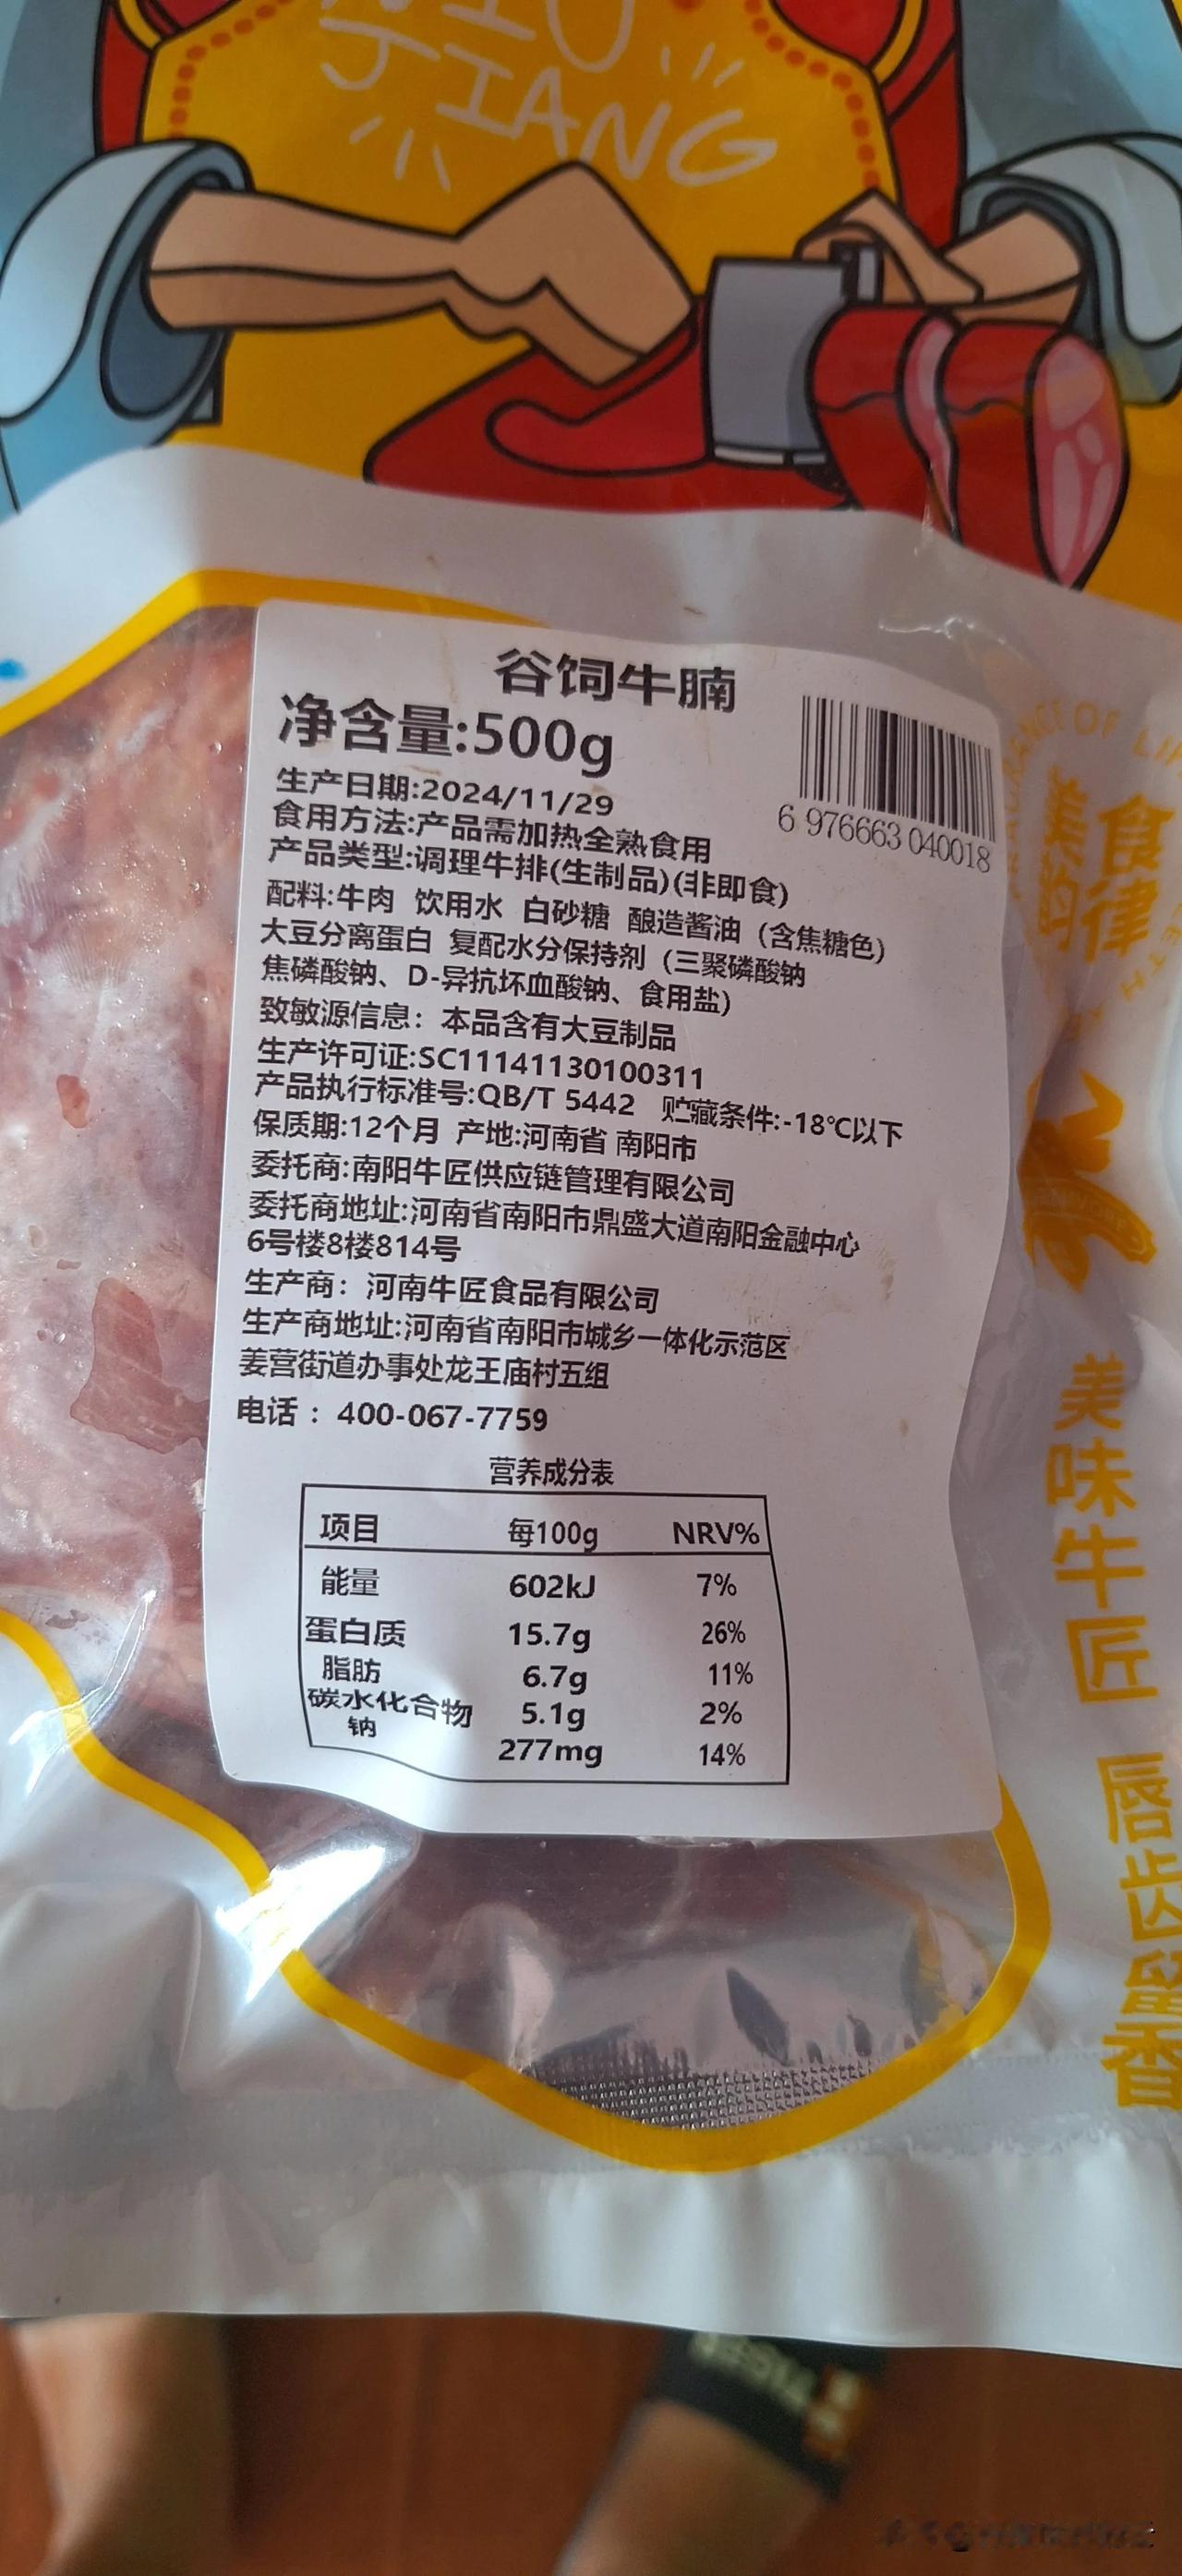 JIANG
谷饲牛腩
净含量:500g
6 976663 040018
生产日期:2024/11/29
食用方法:产品需加热全熟食用
产品类型:调理牛排(生制品)(非即食)
配料:牛肉 饮用水 白砂糖 酿造酱油（含焦糖色）
大豆分离蛋白 复配水分保持剂（三聚磷酸钠
焦磷酸钠、D-异抗坏血酸钠、食用盐）
致敏源信息：本品含有大豆制品
生产许可证:SC11141130100311
产品执行标准号:QB/T 5442 贮藏条件:-18℃以下
保质期:12个月 产地:河南省 南阳市
委托商:南阳牛匠供应链管理有限公司
委托商地址:河南省南阳市鼎盛大道南阳金融中心
6号楼8楼814号
生产商：河南牛匠食品有限公司
生产商地址:河南省南阳市城乡一体化示范区
姜营街道办事处龙王庙村五组
电话：400-067-7759
营养成分表
项目 每100g NRV%
能量 602kJ 7%
蛋白质 15.7g 26%
脂肪 6.7g 11%
碳水化合物 5.1g 2%
钠 277mg 14%
OF
食律
美味牛匠 唇齿留香